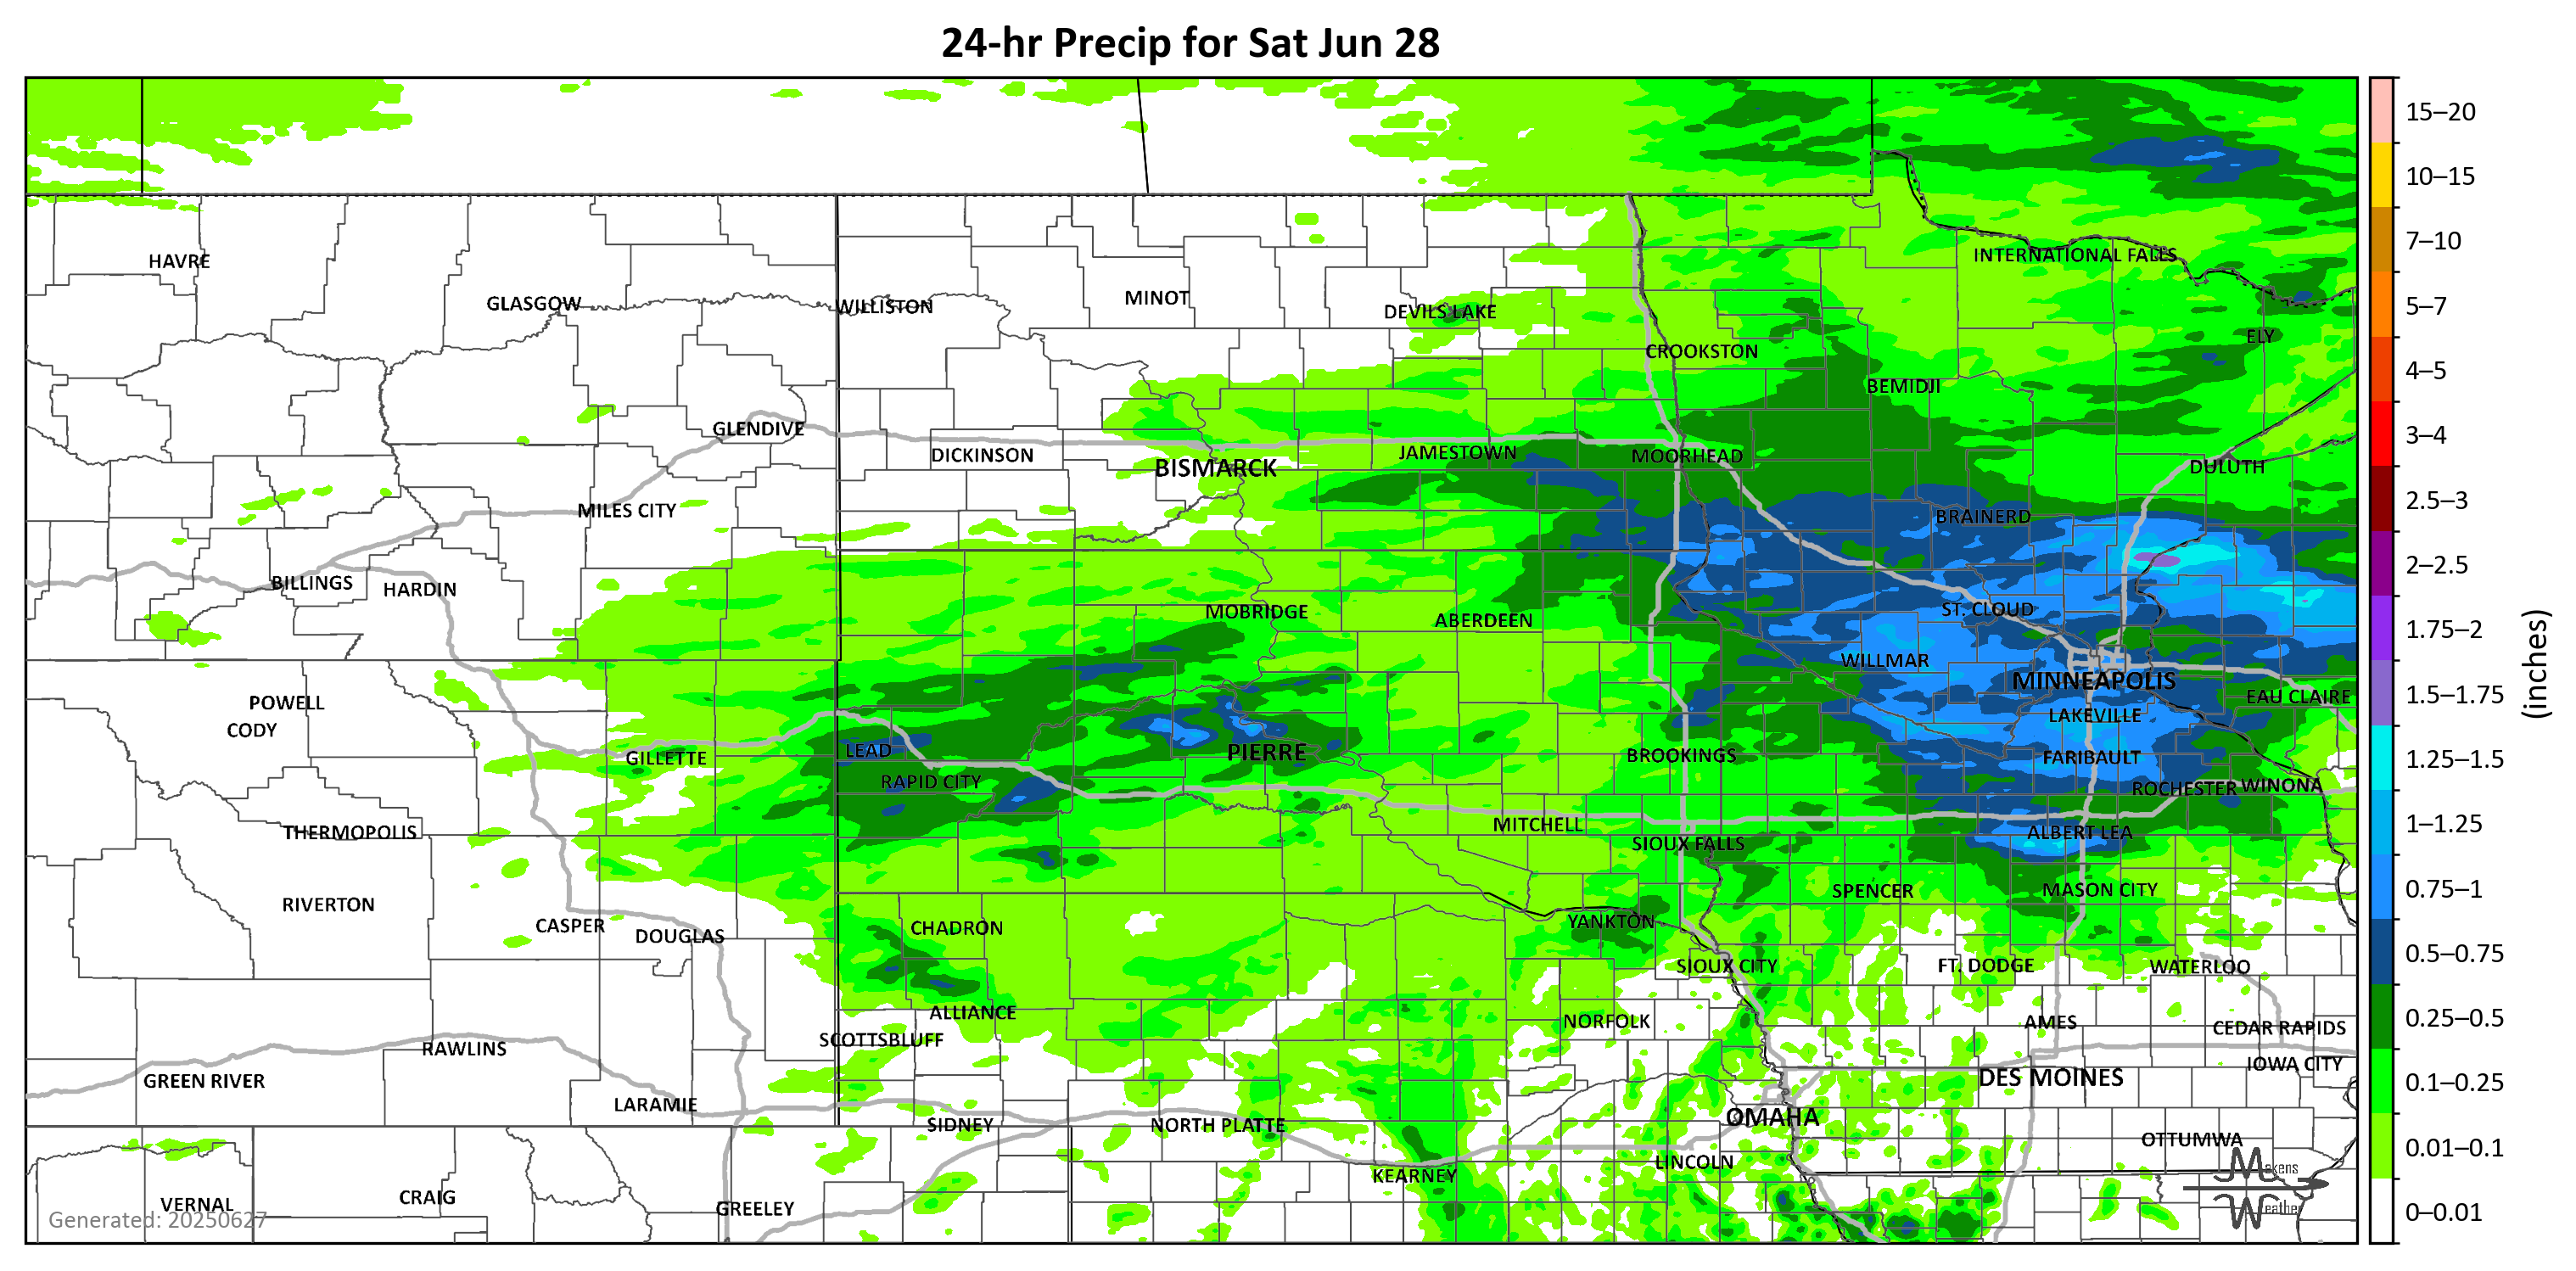 24-hr Precip for Sat Jun 28
15–20
10–15
HAVRE
INTERNATIONAL FALLS
7–10
GLASGOW
WILLISTON
MINOT
DEVILS LAKE
5–7
CROOKSTON
ELY
4–5
BEMIDJI
GLENDIVE
3–4
DICKINSON
BISMARCK
JAMESTOWN
MOORHEAD
DULUTH
2.5–3
MILES CITY
BRAINERD
2–2.5
BILLINGS
HARDIN
MOBRIDGE
ABERDEEN
ST. CLOUD
1.75–2
(inches)
WILLMAR
MINNEAPOLIS
EAU CLAIRE
1.5–1.75
POWELL
CODY
LAKEVILLE
GILLETTE
LEAD
PIERRE
BROOKINGS
FARIBAULT
1.25–1.5
RAPID CITY
ROCHESTER
WINONA
THERMOPOLIS
MITCHELL
ALBERT LEA
1–1.25
SIOUX FALLS
SPENCER
MASON CITY
0.75–1
RIVERTON
CASPER
DOUGLAS
CHADRON
YANKTON
SIOUX CITY
FT. DODGE
WATERLOO
0.5–0.75
ALLIANCE
NORFOLK
AMES
CEDAR RAPIDS
0.25–0.5
SCOTTSBLUFF
RAWLINS
IOWA CITY
GREEN RIVER
DES MOINES
0.1–0.25
LARAMIE
SIDNEY
NORTH PLATTE
OMAHA
OTTUMWA
0.01–0.1
LINCOLN
KEARNEY
Makens
Weather
VERNAL
CRAIG
GREELEY
0–0.01
Generated: 20250627